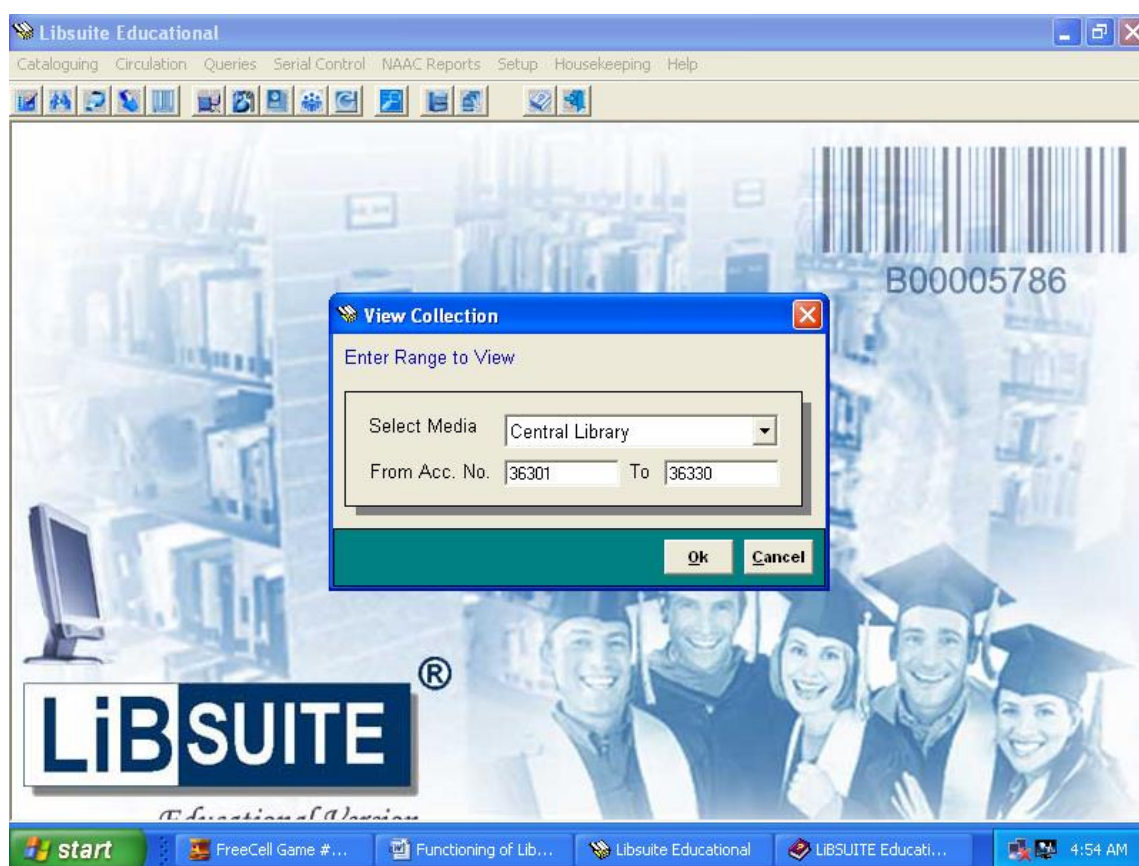 Libsuite Educational
Cataloguing Circulation Queries Serial Control NAAC Reports Setup Housekeeping Help
B00005786
View Collection
Enter Range to View
Select Media Central Library
From Acc. No. 36301 To 36330
Ok Cancel
LiBSUITE ®
Educational Version
start FreeCell Game #... Functioning of Lib... Libsuite Educational LiBSUITE Educati... 4:54 AM